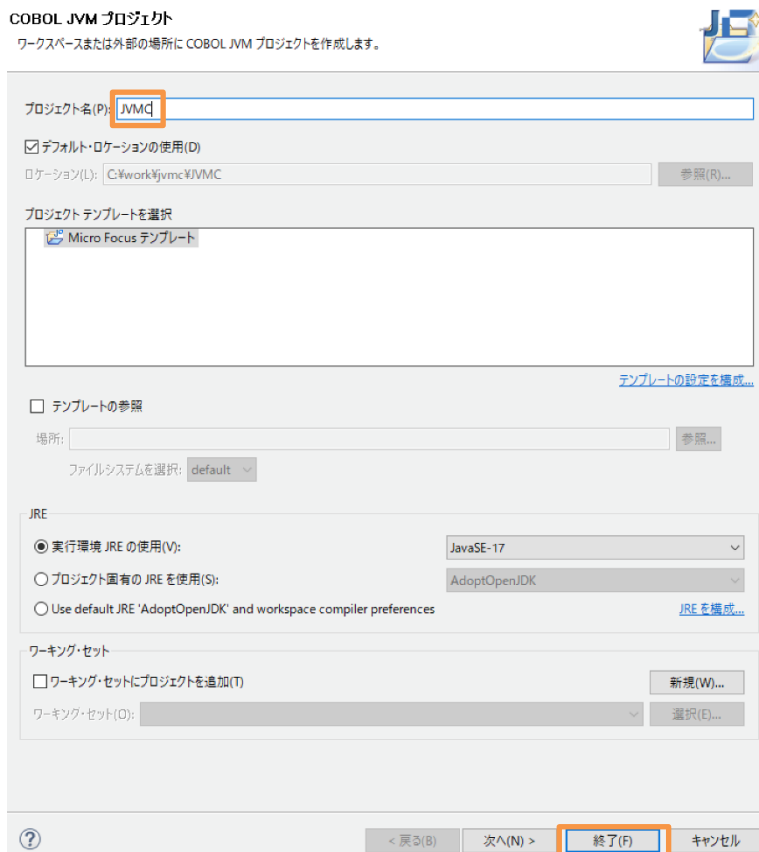 COBOL JVM プロジェクト
ワークスペースまたは外部の場所に COBOL JVM プロジェクトを作成します。
プロジェクト名(P): JVMC
デフォルト・ロケーションの使用(D)
ロケーション(L): C:¥work¥jvmc¥JVMC 参照(R)...
プロジェクト テンプレートを選択
Micro Focus テンプレート
テンプレートの設定を構成...
テンプレートの参照
場所: 参照...
ファイルシステムを選択: default
JRE
実行環境 JRE の使用(V): JavaSE-17
プロジェクト固有の JRE を使用(S): AdoptOpenJDK
Use default JRE 'AdoptOpenJDK' and workspace compiler preferences JRE を構成...
ワーキング・セット
ワーキング・セットにプロジェクトを追加(T) 新規(W)...
ワーキング・セット(O): 選択(E)...
? < 戻る(B) 次へ(N) > 終了(F) キャンセル